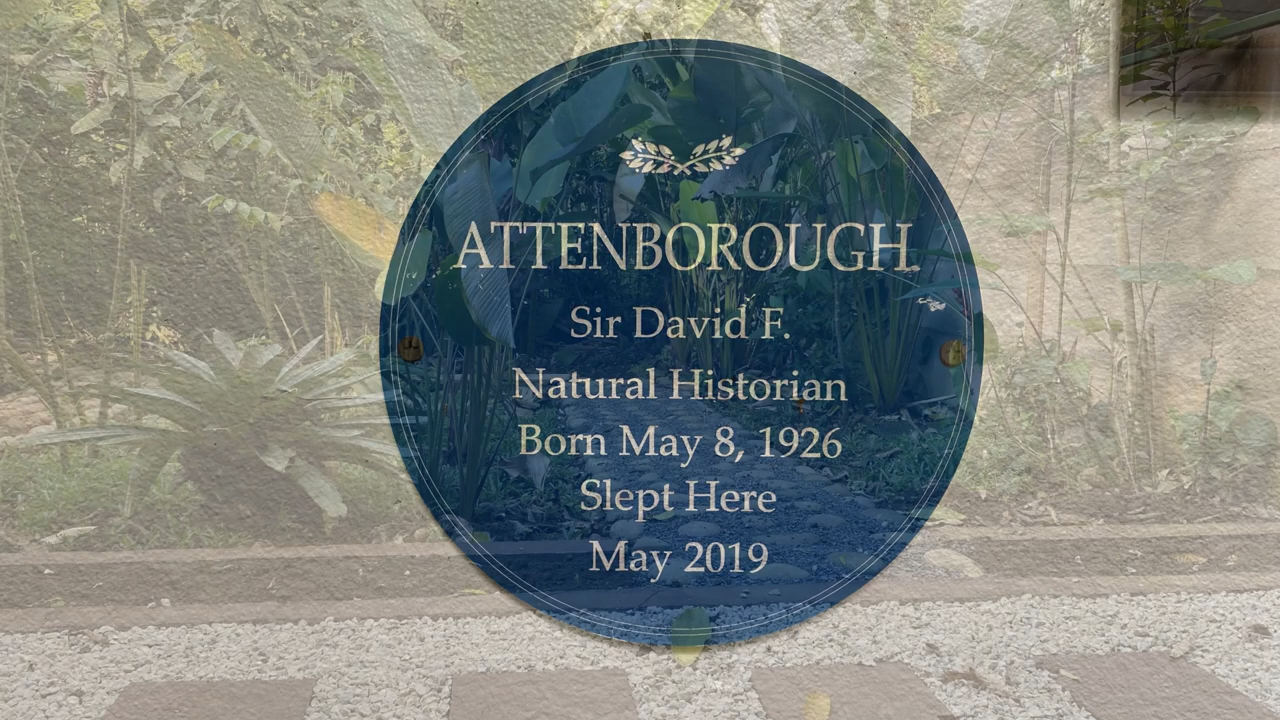 ATTENBOROUGH
Sir David F.
Natural Historian
Born May 8, 1926
Slept Here
May 2019